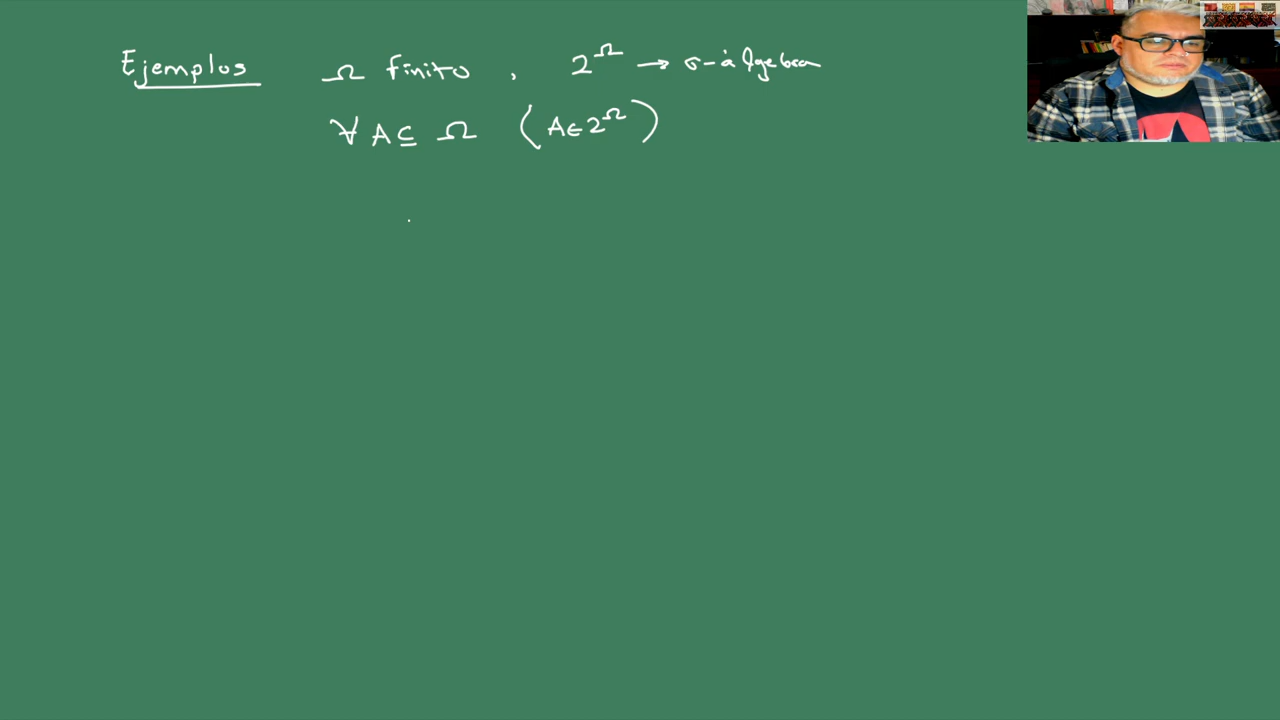 Ejemplos Ω finito, 2^Ω → σ-álgebra
∀ A ⊆ Ω (A ∈ 2^Ω)